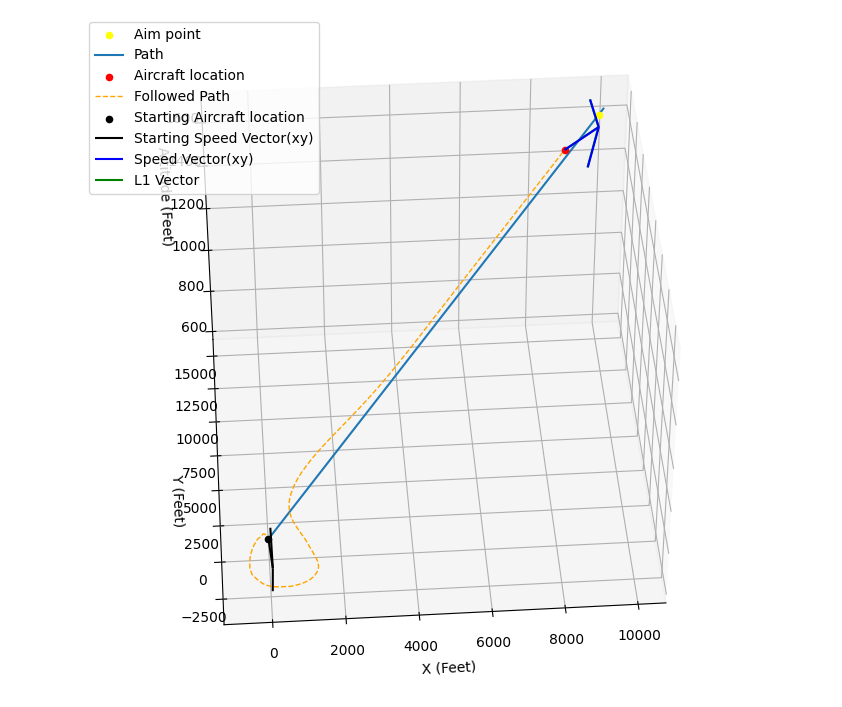 Aim point
Path
Aircraft location
Followed Path
Starting Aircraft location
Starting Speed Vector(xy)
Speed Vector(xy)
L1 Vector
1200
1000
800
600
15000
12500
10000
7500
5000
2500
0
−2500
Y (Feet)
0
2000
4000
6000
8000
10000
X (Feet)